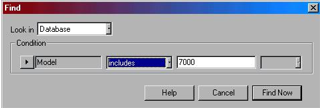 Find
Look in Database
Condition
Model includes 7000
Help Cancel Find Now